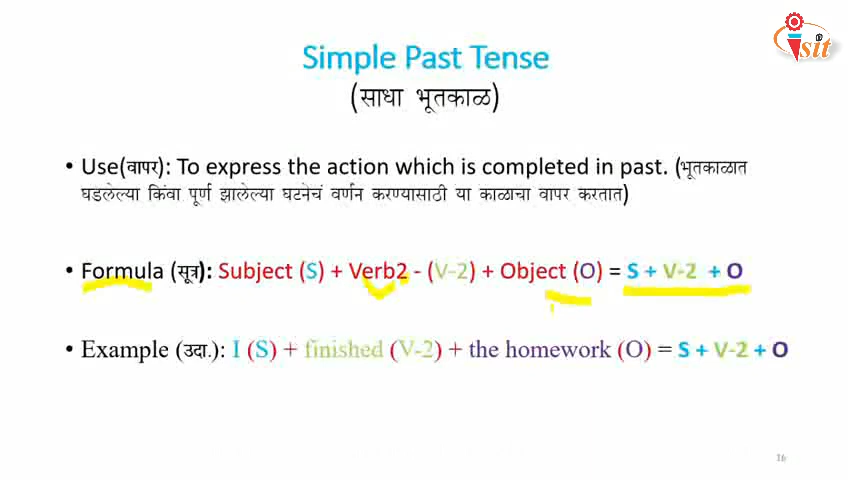 isit
Simple Past Tense
(साधा भूतकाळ)
• Use(वापर): To express the action which is completed in past. (भूतकाळात
घडलेल्या किंवा पूर्ण झालेल्या घटनेचं वर्णन करण्यासाठी या काळाचा वापर करतात)
• Formula (सूत्र): Subject (S) + Verb2 - (V-2) + Object (O) = S + V-2 + O
• Example (उदा.): I (S) + finished (V-2) + the homework (O) = S + V-2 + O
16